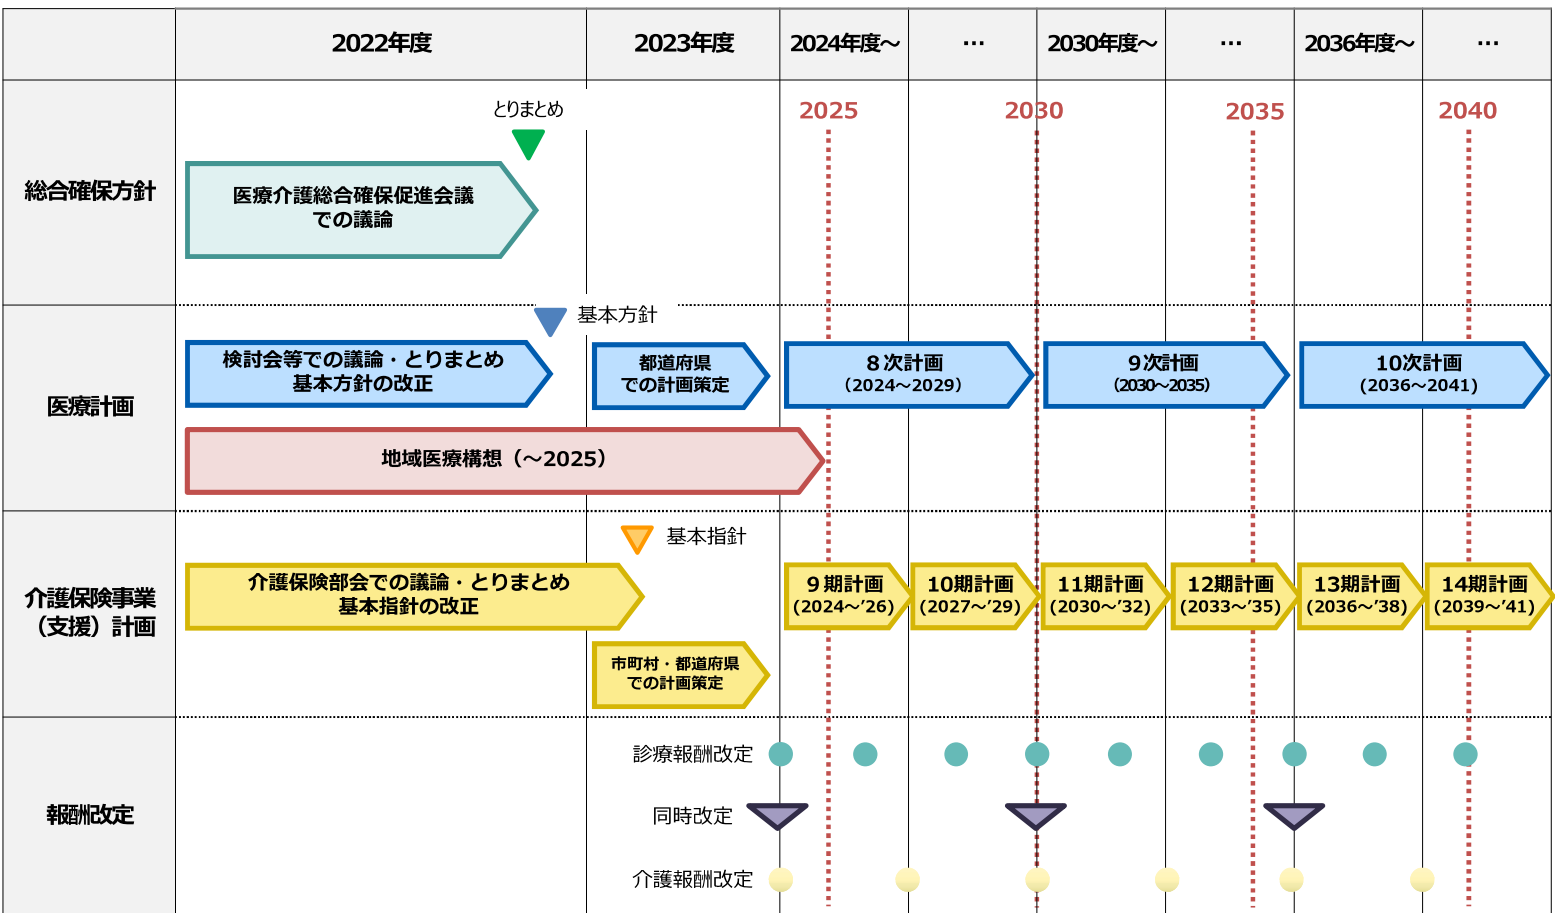 2022年度
2023年度
2024年度～
…
2030年度～
…
2036年度～
…
総合確保方針
とりまとめ
2025
2030
2035
2040
医療介護総合確保促進会議
での議論
医療計画
基本方針
検討会等での議論・とりまとめ
基本方針の改正
都道府県
での計画策定
８次計画
（2024～2029）
９次計画
（2030～2035）
10次計画
（2036～2041）
地域医療構想（～2025）
介護保険事業
（支援）計画
基本指針
介護保険部会での議論・とりまとめ
基本指針の改正
９期計画
（2024～’26）
10期計画
（2027～’29）
11期計画
（2030～’32）
12期計画
（2033～’35）
13期計画
（2036～’38）
14期計画
（2039～’41）
市町村・都道府県
での計画策定
報酬改定
診療報酬改定
同時改定
介護報酬改定